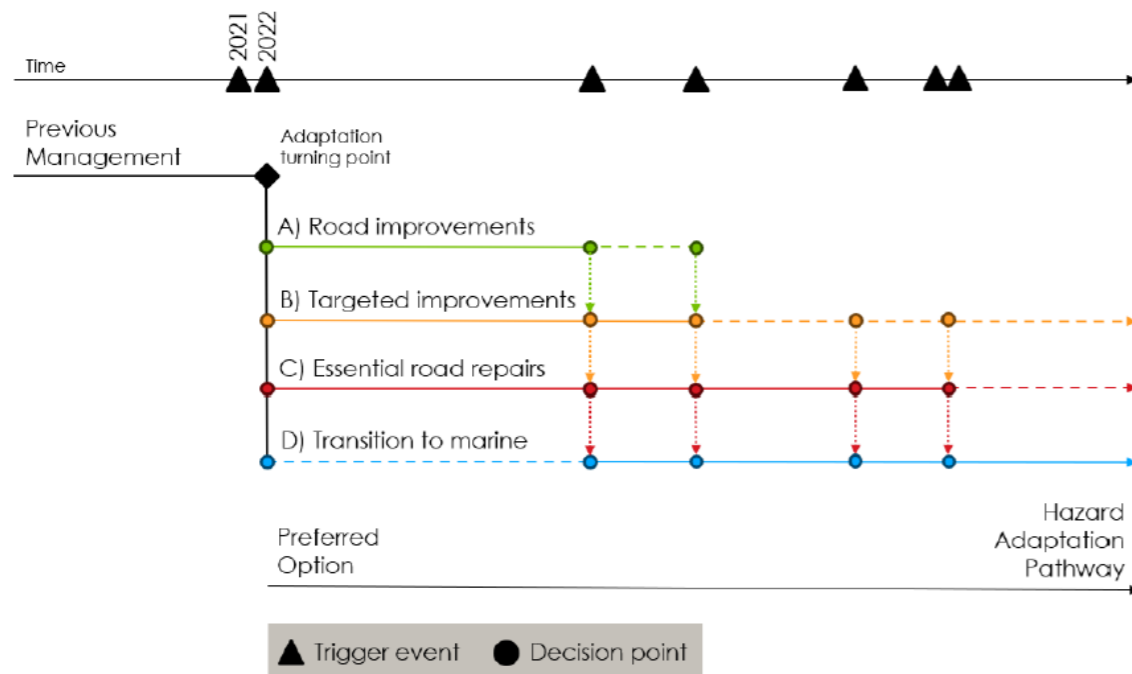 2021
2022
Time
Previous
Management
Adaptation
turning point
A) Road improvements
B) Targeted improvements
C) Essential road repairs
D) Transition to marine
Preferred
Option
Hazard
Adaptation
Pathway
Trigger event
Decision point